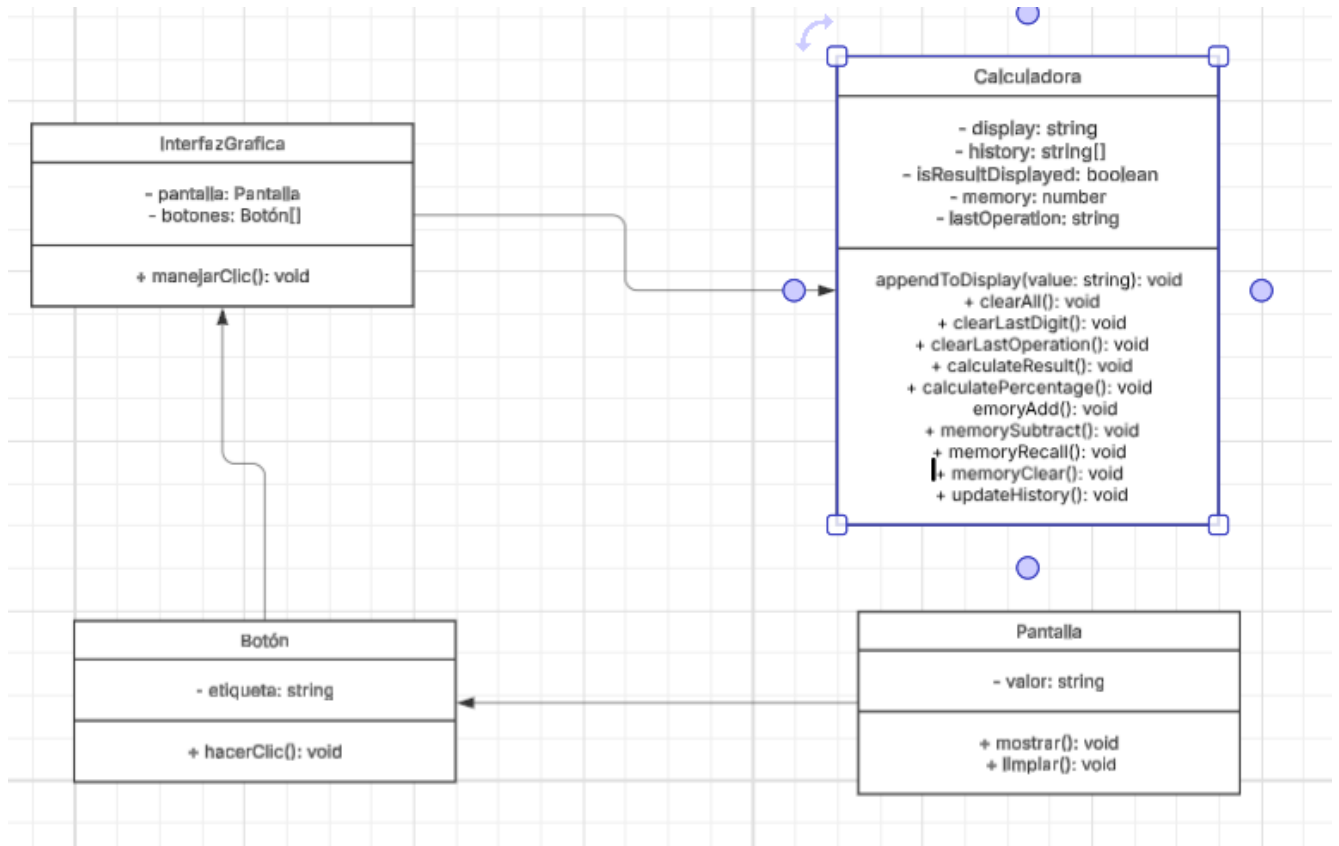 InterfazGrafica
- pantalla: Pantalla
- botones: Botón[]
+ manejarClic(): void
Calculadora
- display: string
- history: string[]
- isResultDisplayed: boolean
- memory: number
- lastOperation: string
appendToDisplay(value: string): void
+ clearAll(): void
+ clearLastDigit(): void
+ clearLastOperation(): void
+ calculateResult(): void
+ calculatePercentage(): void
emoryAdd(): void
+ memorySubtract(): void
+ memoryRecall(): void
+ memoryClear(): void
+ updateHistory(): void
Botón
- etiqueta: string
+ hacerClic(): void
Pantalla
- valor: string
+ mostrar(): void
+ limpiar(): void